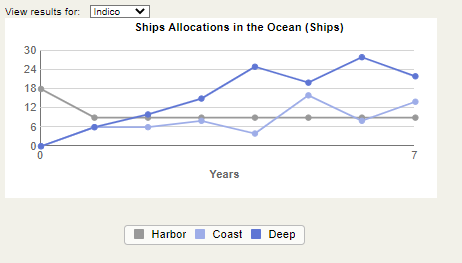 View results for: Indico
Ships Allocations in the Ocean (Ships)
30
24
18
12
6
0
0 7
Years
Harbor Coast Deep